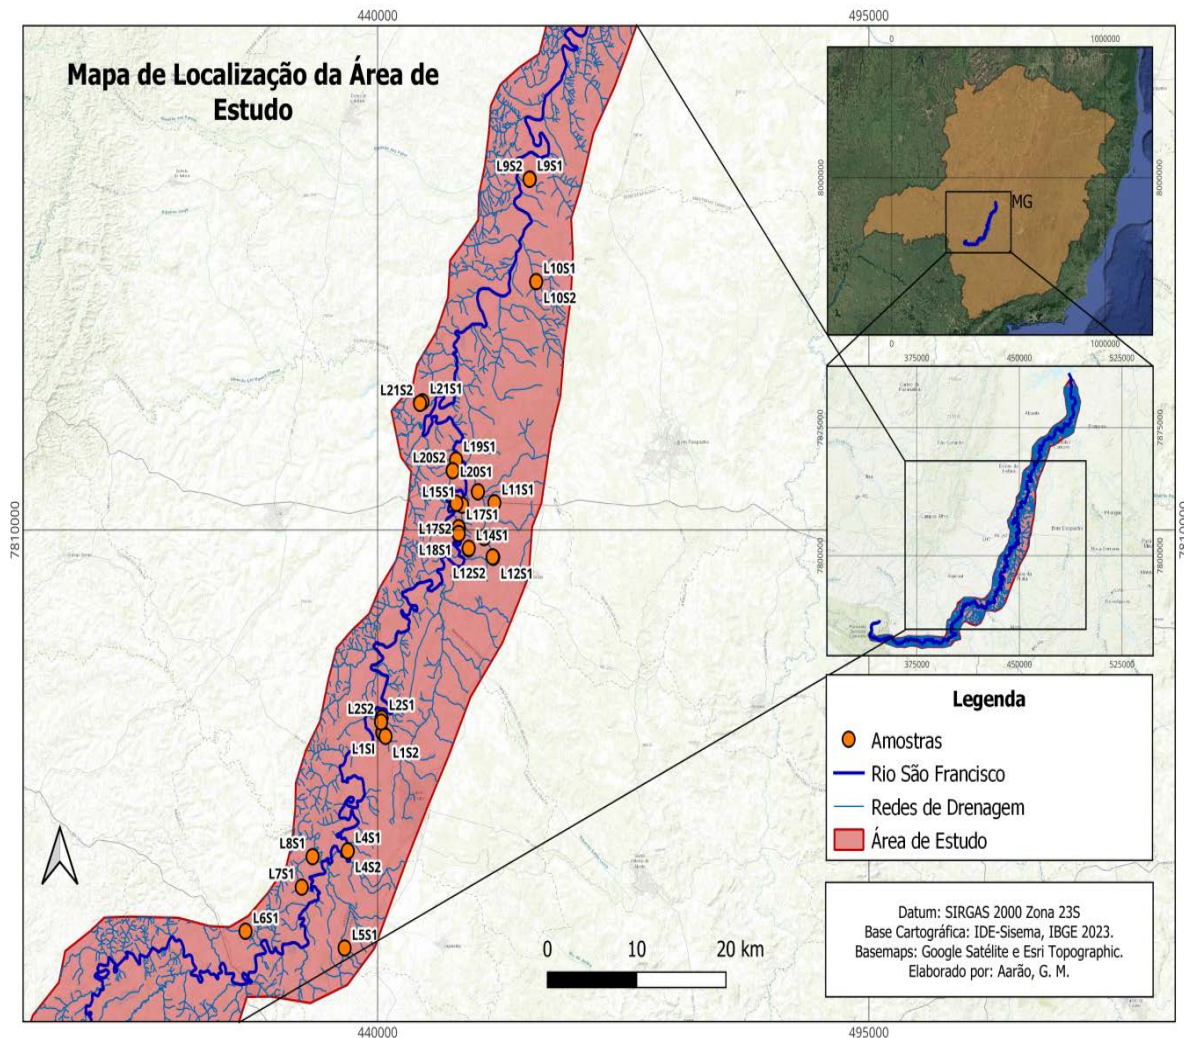 440000
495000
Mapa de Localização da Área de
Estudo
0
1000000
8000000
8000000
MG
0
1000000
L9S2
L9S1
L10S1
L10S2
L21S2
L21S1
L19S1
L20S2
L20S1
L15S1
L11S1
L17S1
L17S2
L14S1
L18S1
L12S2
L12S1
7810000
7810000
375000
450000
525000
7875000
7875000
7800000
7800000
375000
450000
525000
L2S2
L2S1
L1SI
L1S2
L8S1
L4S1
L4S2
L7S1
L6S1
L5S1
Legenda
Amostras
Rio São Francisco
Redes de Drenagem
Área de Estudo
0
10
20 km
Datum: SIRGAS 2000 Zona 23S
Base Cartográfica: IDE-Sisema, IBGE 2023.
Basemaps: Google Satélite e Esri Topographic.
Elaborado por: Aarão, G. M.
440000
495000